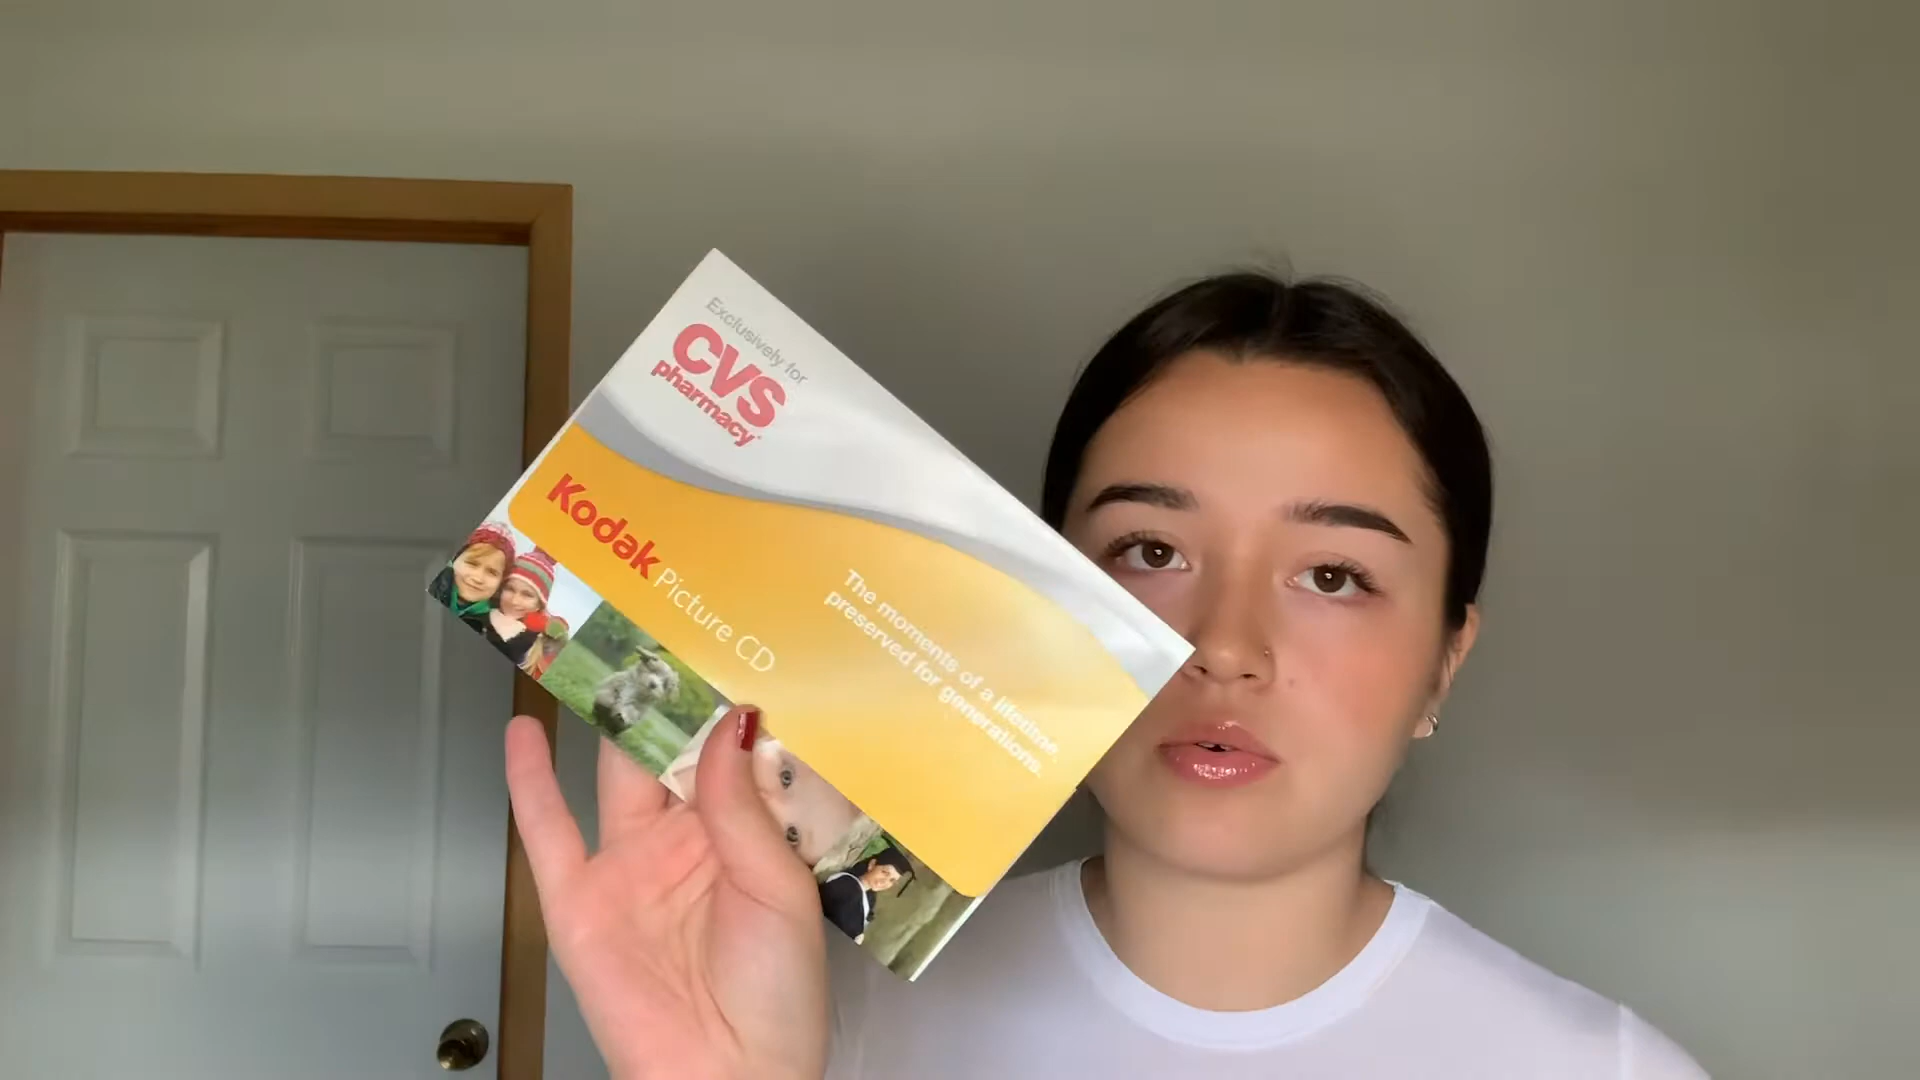 Exclusively for
CVS
pharmacy
Kodak Picture CD
The moments of a lifetime,
preserved for generations.